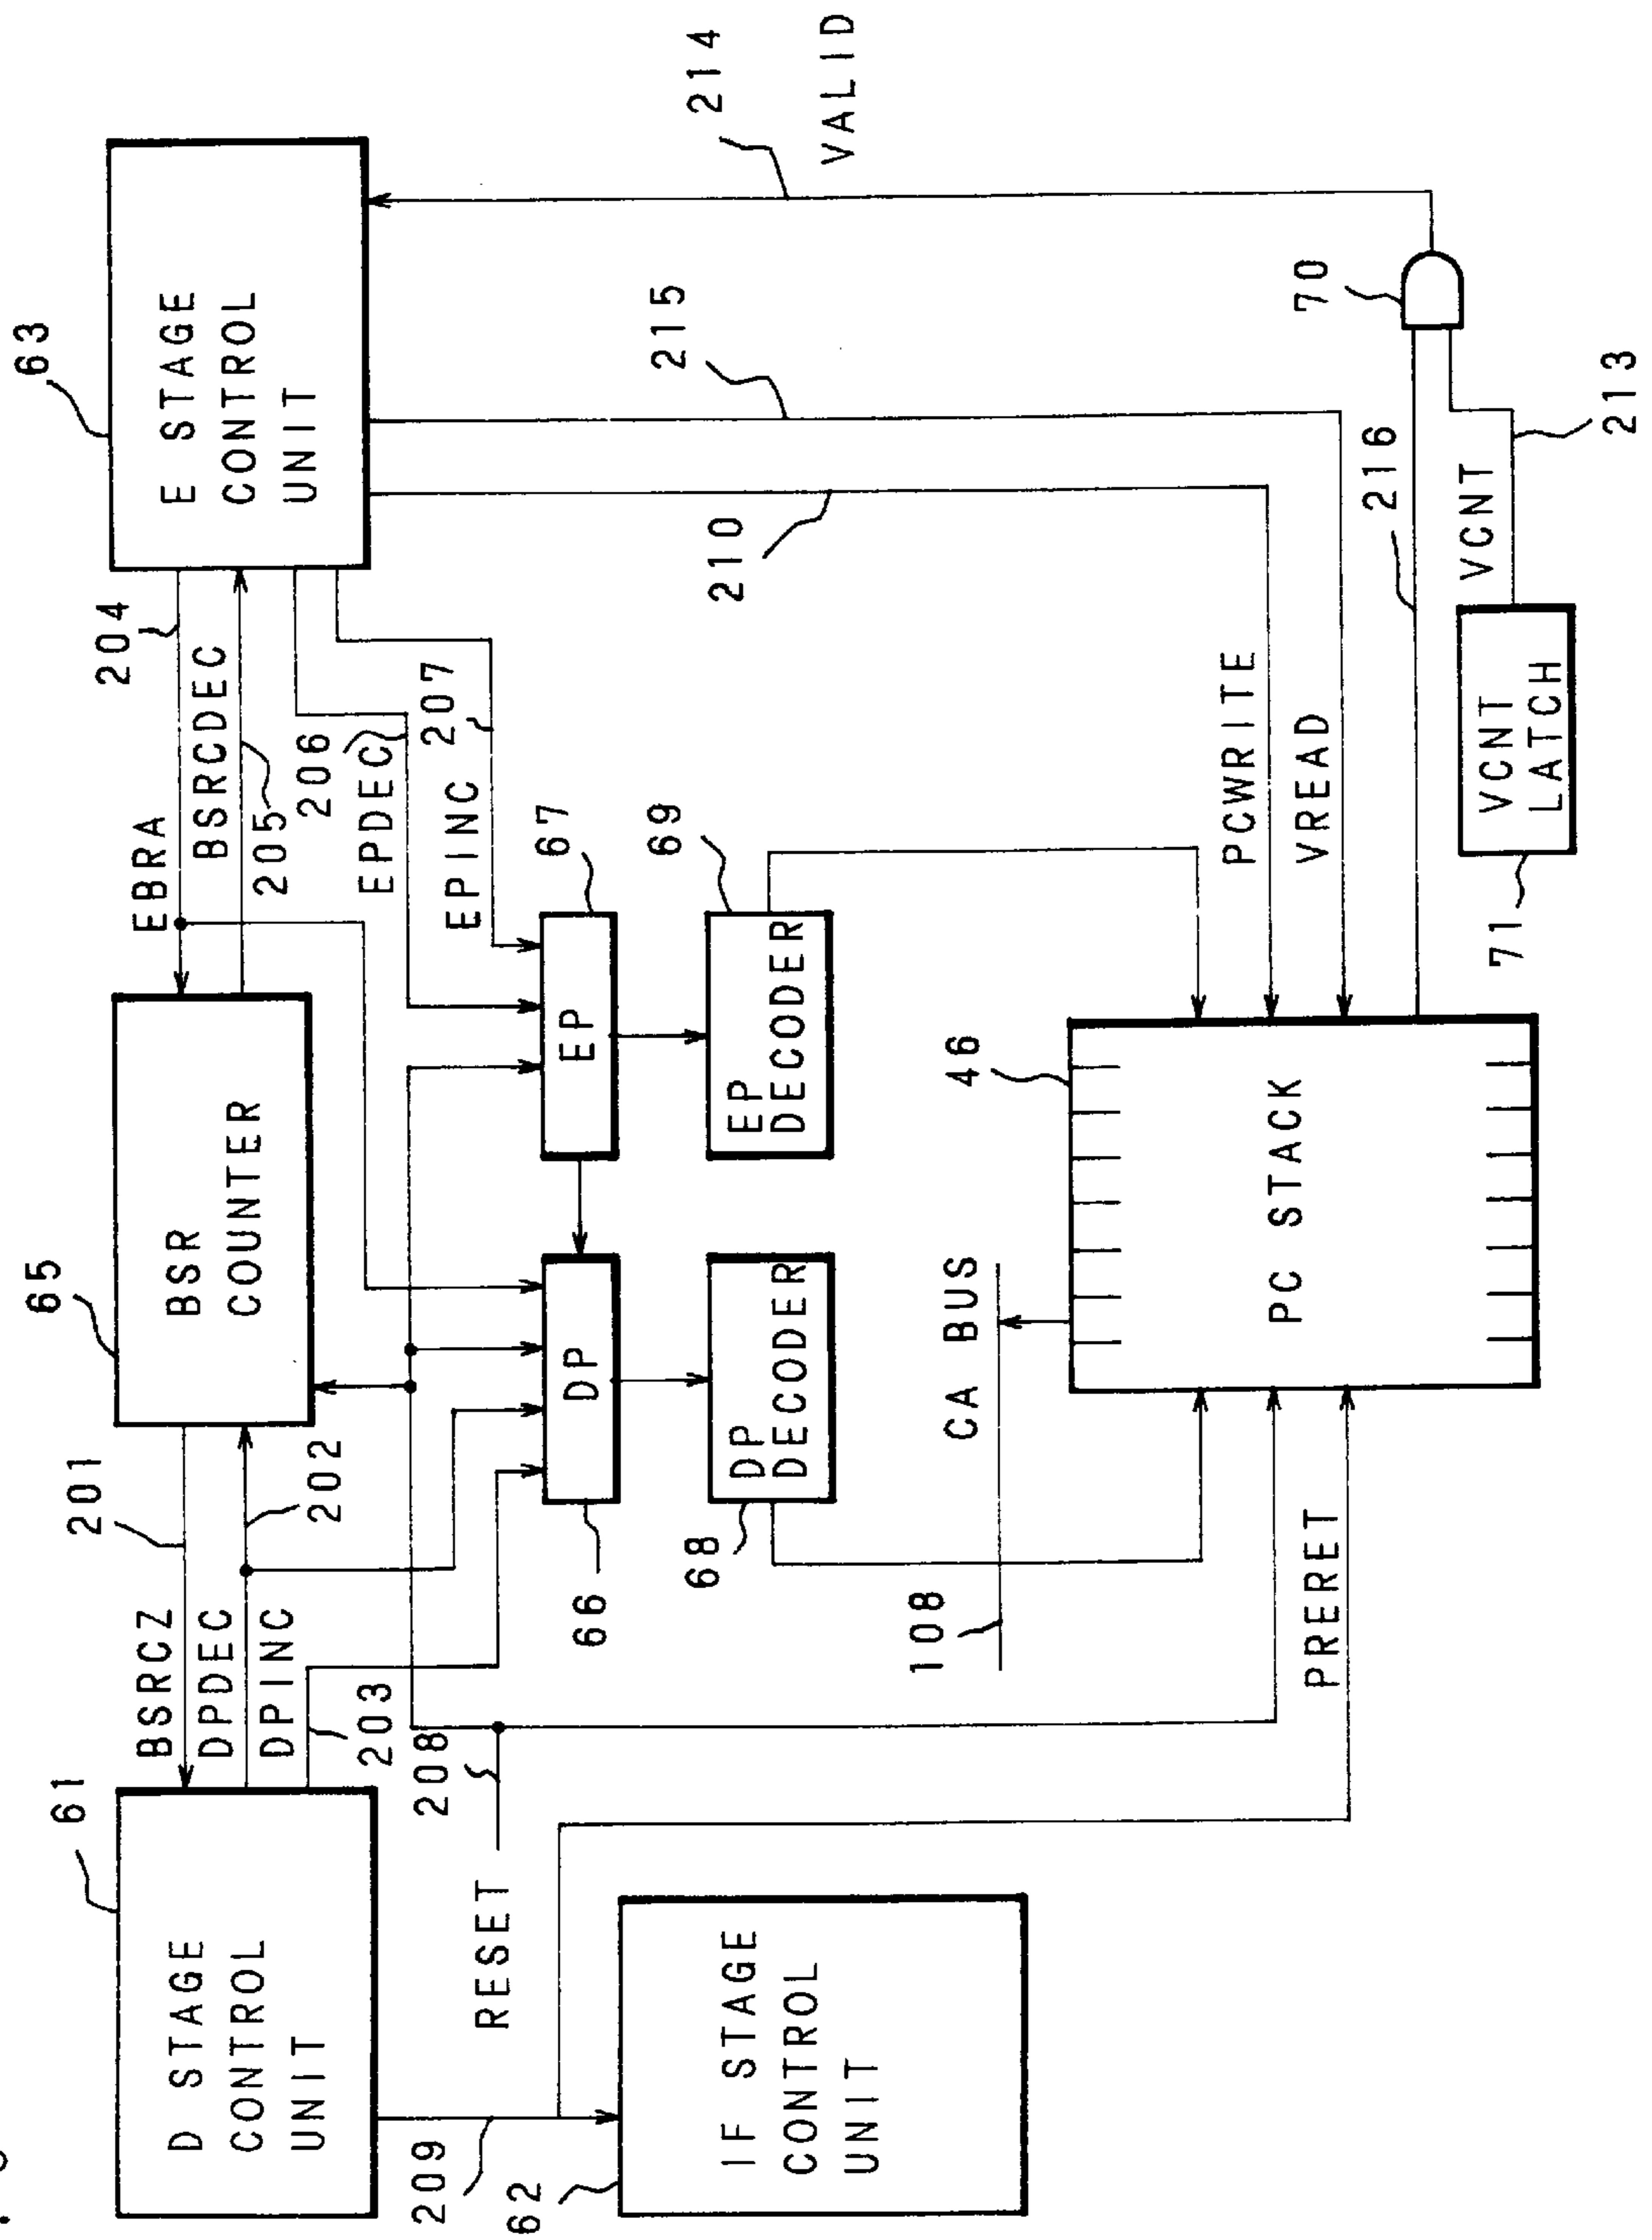 61
D STAGE
CONTROL
UNIT
BSRCZ
DPDEC
DPINC
201
202
203
65
BSR
COUNTER
EBRA
BSRCDEC
204
205
206
EPDEC
207
EPINC
63
E STAGE
CONTROL
UNIT
209
62
IF STAGE
CONTROL
UNIT
RESET
208
66
DP
67
EP
68
DP
DECODER
69
EP
DECODER
210
215
214
VALID
108
CA BUS
46
PC STACK
PRERET
PCWRITE
VREAD
216
70
VCNT
213
71
VCNT
LATCH